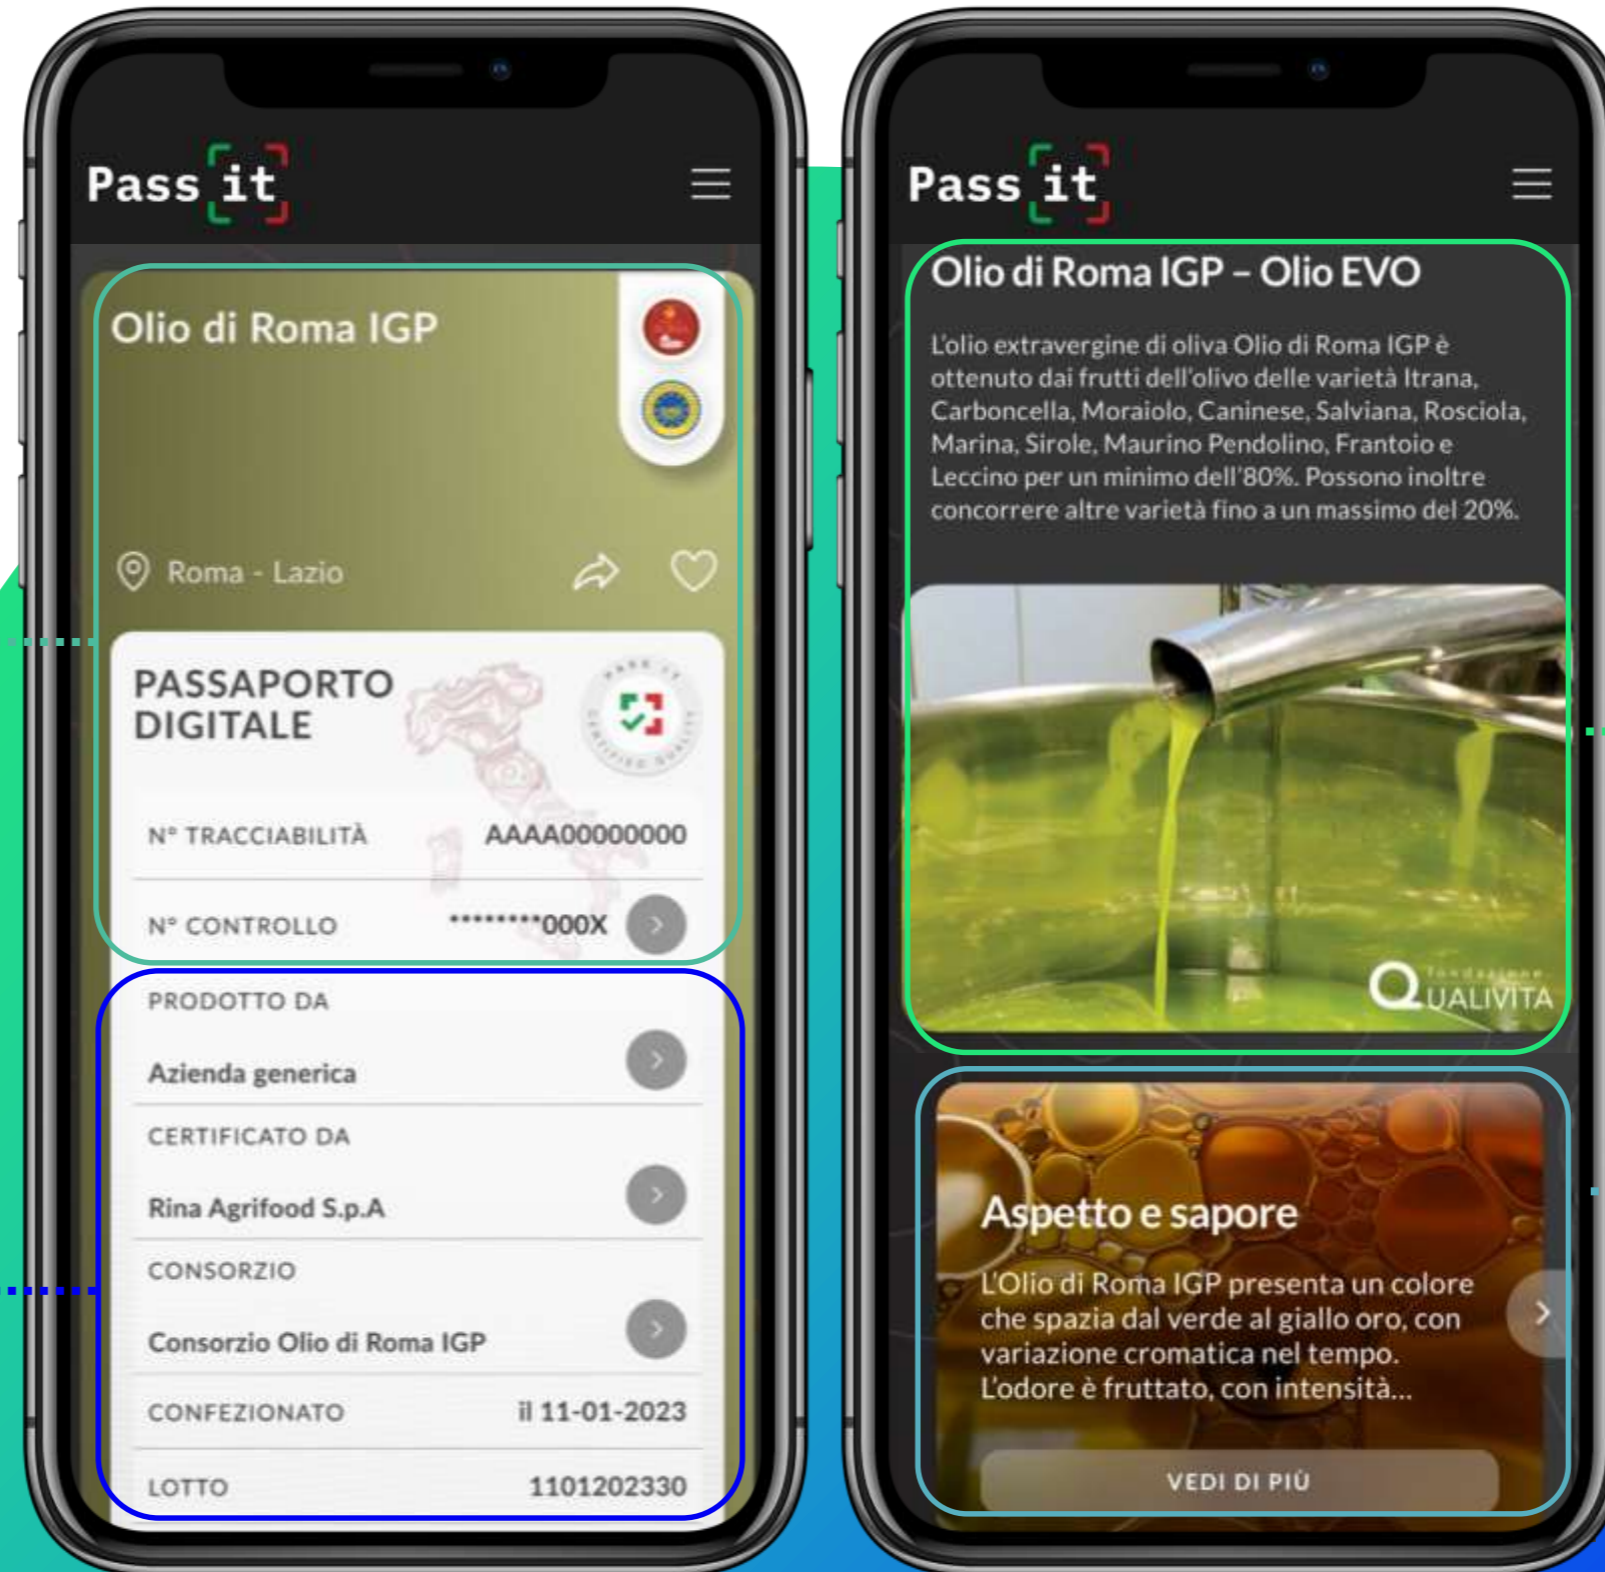 Pass it
Olio di Roma IGP
Roma - Lazio
PASSAPORTO
DIGITALE
PASS IT
CERTIFIED QUALITY
N° TRACCIABILITÀ AAAA00000000
N° CONTROLLO ********000X
PRODOTTO DA
Azienda generica
CERTIFICATO DA
Rina Agrifood S.p.A
CONSORZIO
Consorzio Olio di Roma IGP
CONFEZIONATO il 11-01-2023
LOTTO 1101202330
Pass it
Olio di Roma IGP – Olio EVO
L'olio extravergine di oliva Olio di Roma IGP è
ottenuto dai frutti dell'olivo delle varietà Itrana,
Carboncella, Moraiolo, Caninese, Salviana, Rosciola,
Marina, Sirole, Maurino Pendolino, Frantoio e
Leccino per un minimo dell'80%. Possono inoltre
concorrere altre varietà fino a un massimo del 20%.
fondazione
QUALIVITA
Aspetto e sapore
L'Olio di Roma IGP presenta un colore
che spazia dal verde al giallo oro, con
variazione cromatica nel tempo.
L'odore è fruttato, con intensità...
VEDI DI PIÙ